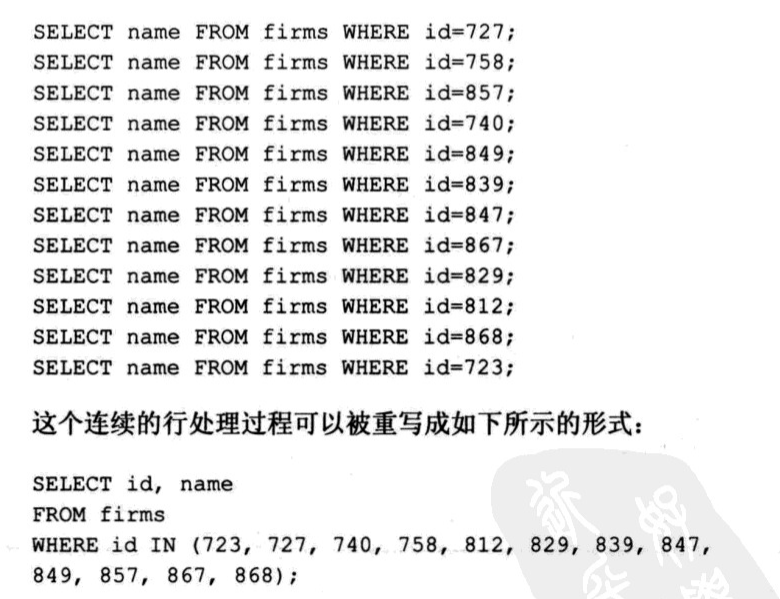 SELECT name FROM firms WHERE id=727;
SELECT name FROM firms WHERE id=758;
SELECT name FROM firms WHERE id=857;
SELECT name FROM firms WHERE id=740;
SELECT name FROM firms WHERE id=849;
SELECT name FROM firms WHERE id=839;
SELECT name FROM firms WHERE id=847;
SELECT name FROM firms WHERE id=867;
SELECT name FROM firms WHERE id=829;
SELECT name FROM firms WHERE id=812;
SELECT name FROM firms WHERE id=868;
SELECT name FROM firms WHERE id=723;
这个连续的行处理过程可以被重写成如下所示的形式：
SELECT id, name
FROM firms
WHERE id IN (723, 727, 740, 758, 812, 829, 839, 847,
849, 857, 867, 868);